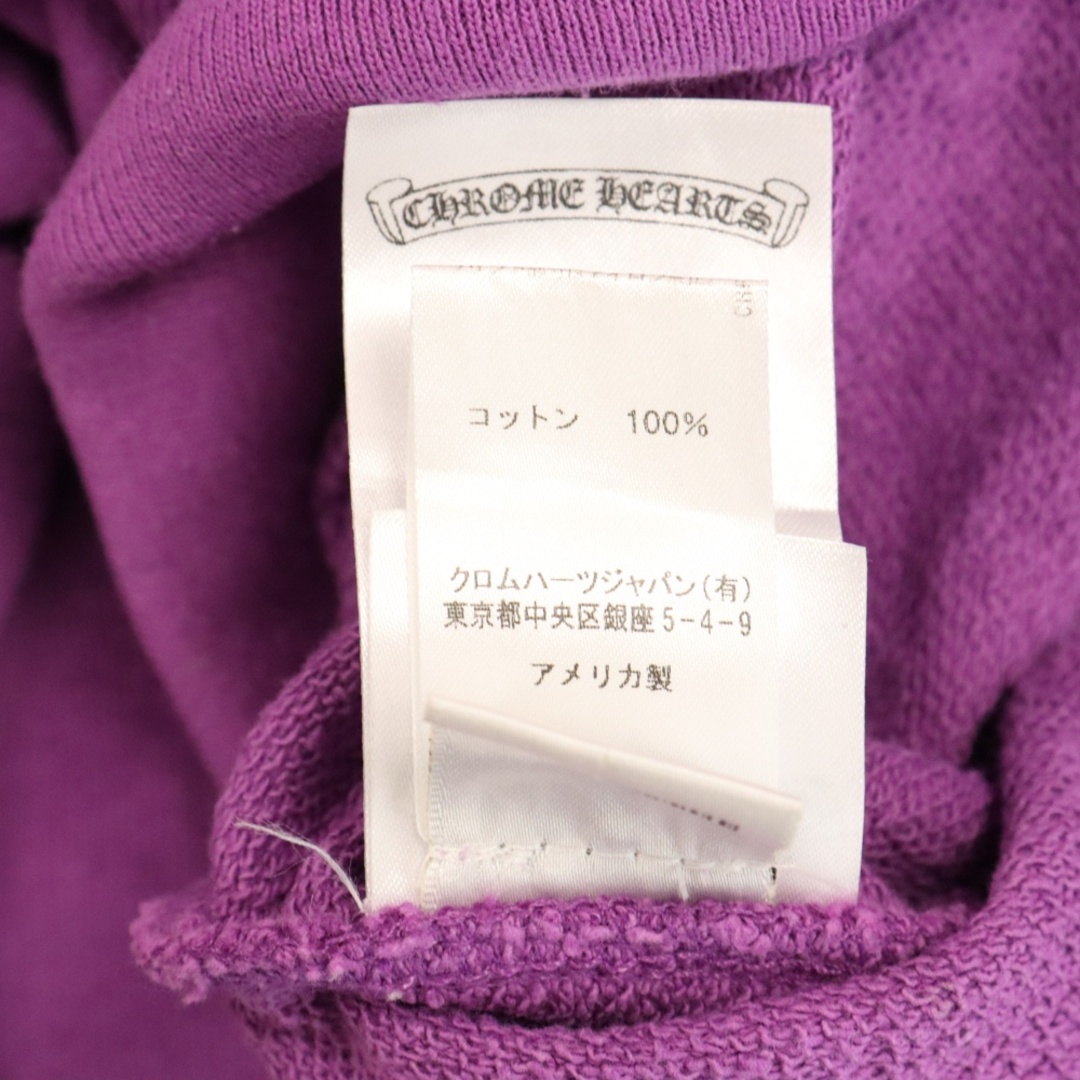 CHROME HEARTS
コットン 100%
クロムハーツジャパン(有)
東京都中央区銀座5-4-9
アメリカ製